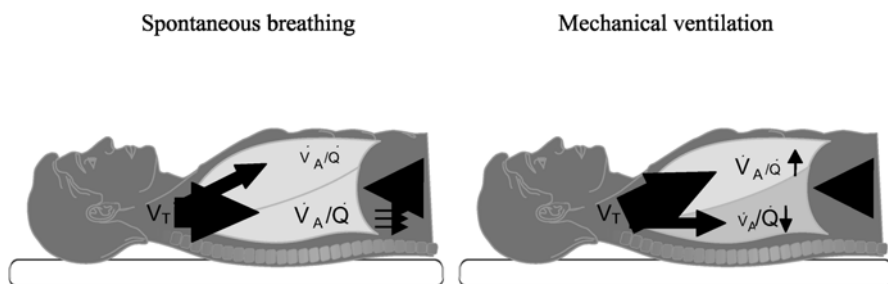 Spontaneous breathing
V̇A/Q̇
VT
V̇A/Q̇
Mechanical ventilation
V̇A/Q̇
VT
V̇A/Q̇